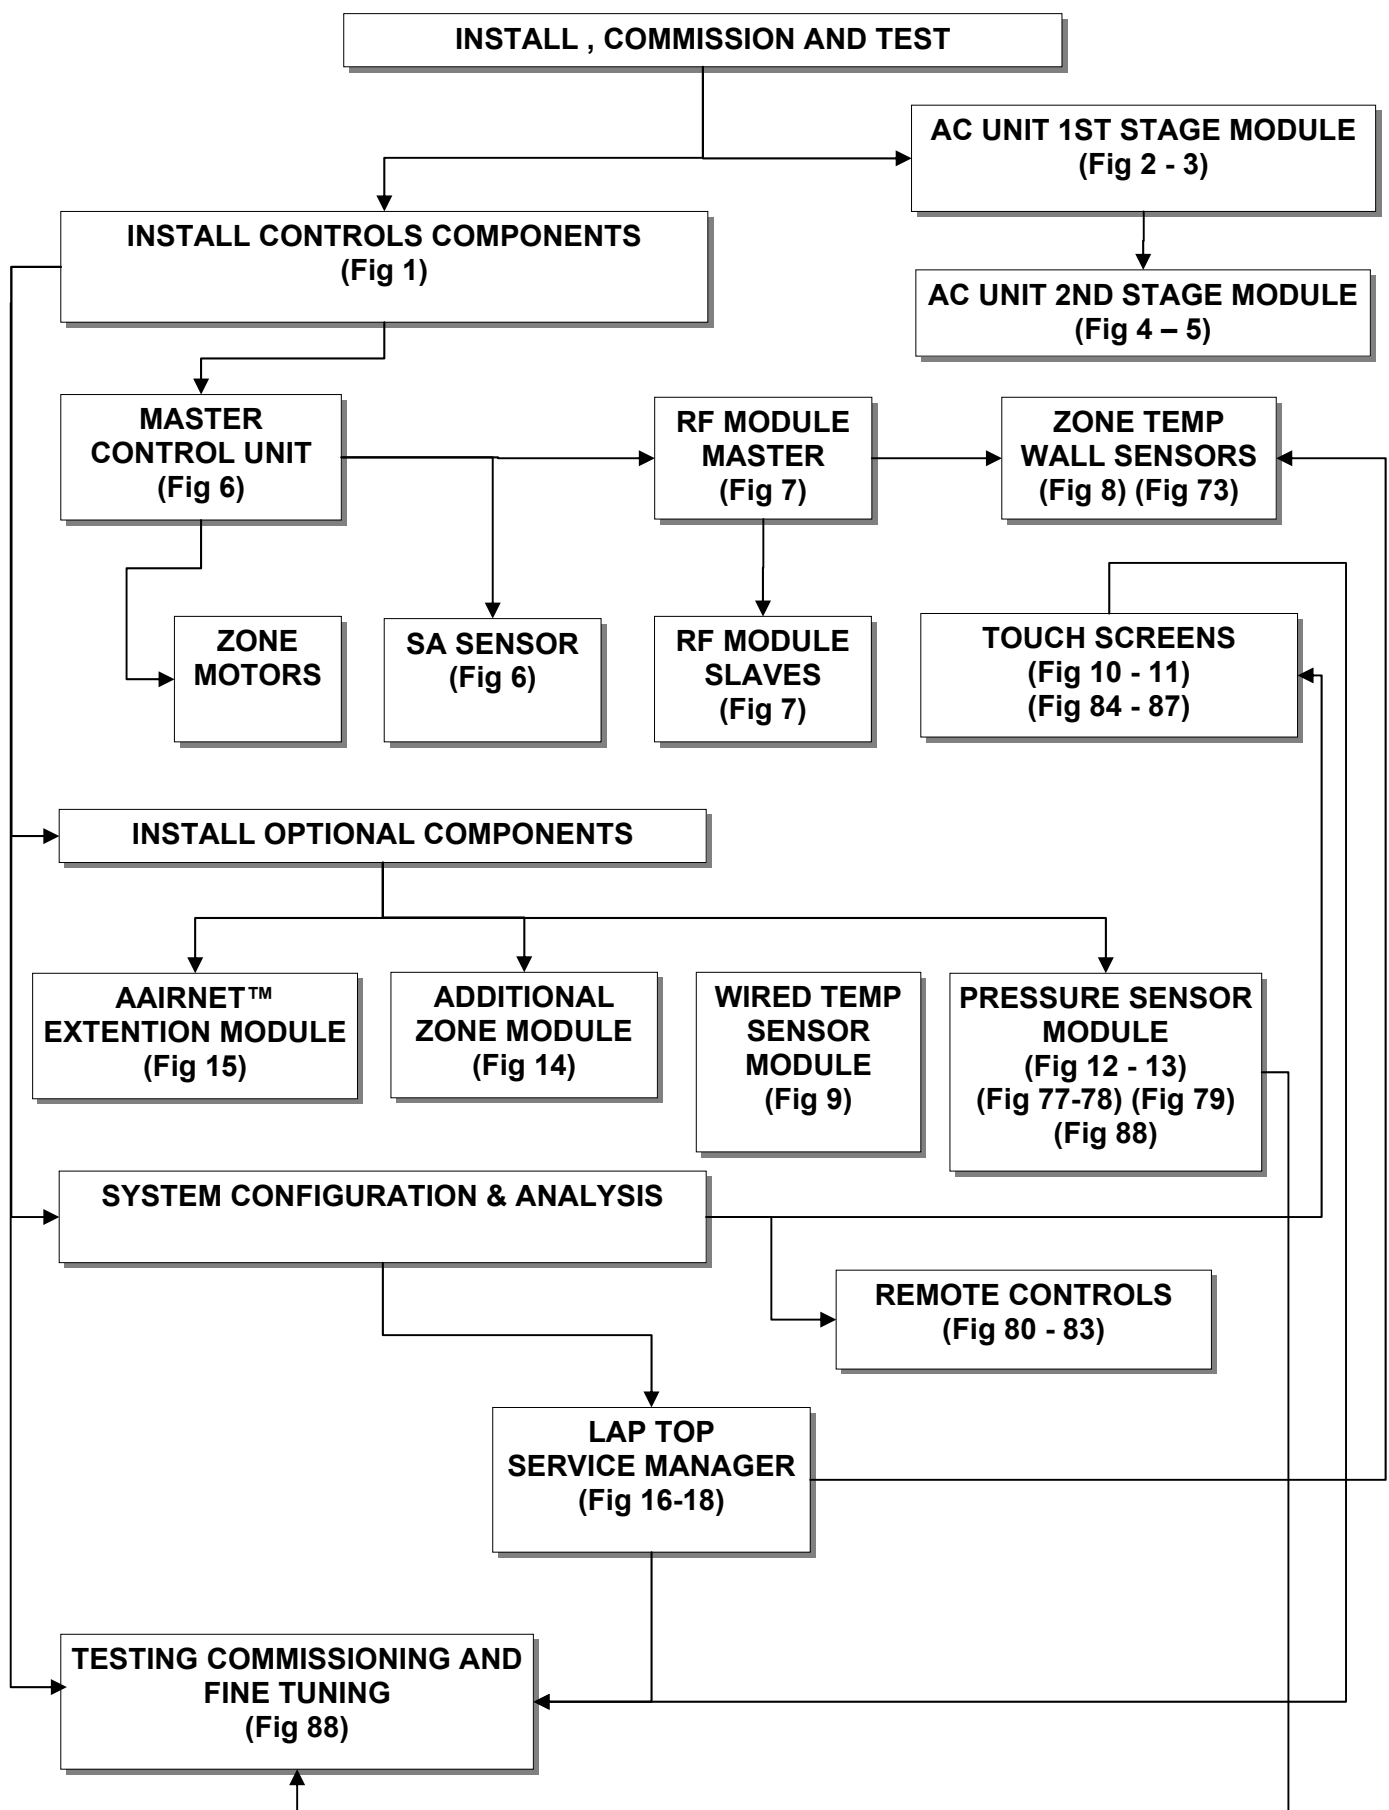 INSTALL , COMMISSION AND TEST
AC UNIT 1ST STAGE MODULE
(Fig 2 - 3)
INSTALL CONTROLS COMPONENTS
(Fig 1)
AC UNIT 2ND STAGE MODULE
(Fig 4 – 5)
MASTER
CONTROL UNIT
(Fig 6)
RF MODULE
MASTER
(Fig 7)
ZONE TEMP
WALL SENSORS
(Fig 8) (Fig 73)
ZONE
MOTORS
SA SENSOR
(Fig 6)
RF MODULE
SLAVES
(Fig 7)
TOUCH SCREENS
(Fig 10 - 11)
(Fig 84 - 87)
INSTALL OPTIONAL COMPONENTS
AAIRNET™
EXTENTION MODULE
(Fig 15)
ADDITIONAL
ZONE MODULE
(Fig 14)
WIRED TEMP
SENSOR
MODULE
(Fig 9)
PRESSURE SENSOR
MODULE
(Fig 12 - 13)
(Fig 77-78) (Fig 79)
(Fig 88)
SYSTEM CONFIGURATION & ANALYSIS
REMOTE CONTROLS
(Fig 80 - 83)
LAP TOP
SERVICE MANAGER
(Fig 16-18)
TESTING COMMISSIONING AND
FINE TUNING
(Fig 88)